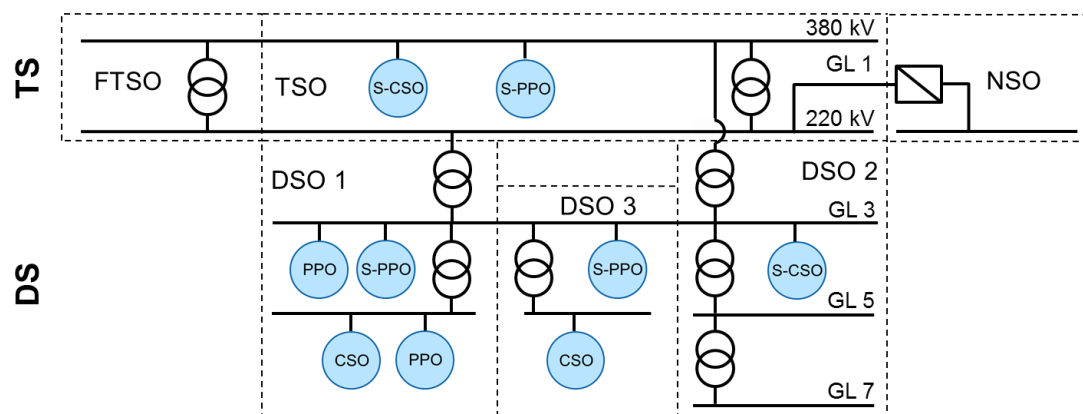 TS
380 kV
FTSO
TSO
S-CSO
S-PPO
GL 1
NSO
220 kV
DS
DSO 1
DSO 2
DSO 3
GL 3
PPO
S-PPO
S-PPO
S-CSO
GL 5
CSO
PPO
CSO
GL 7